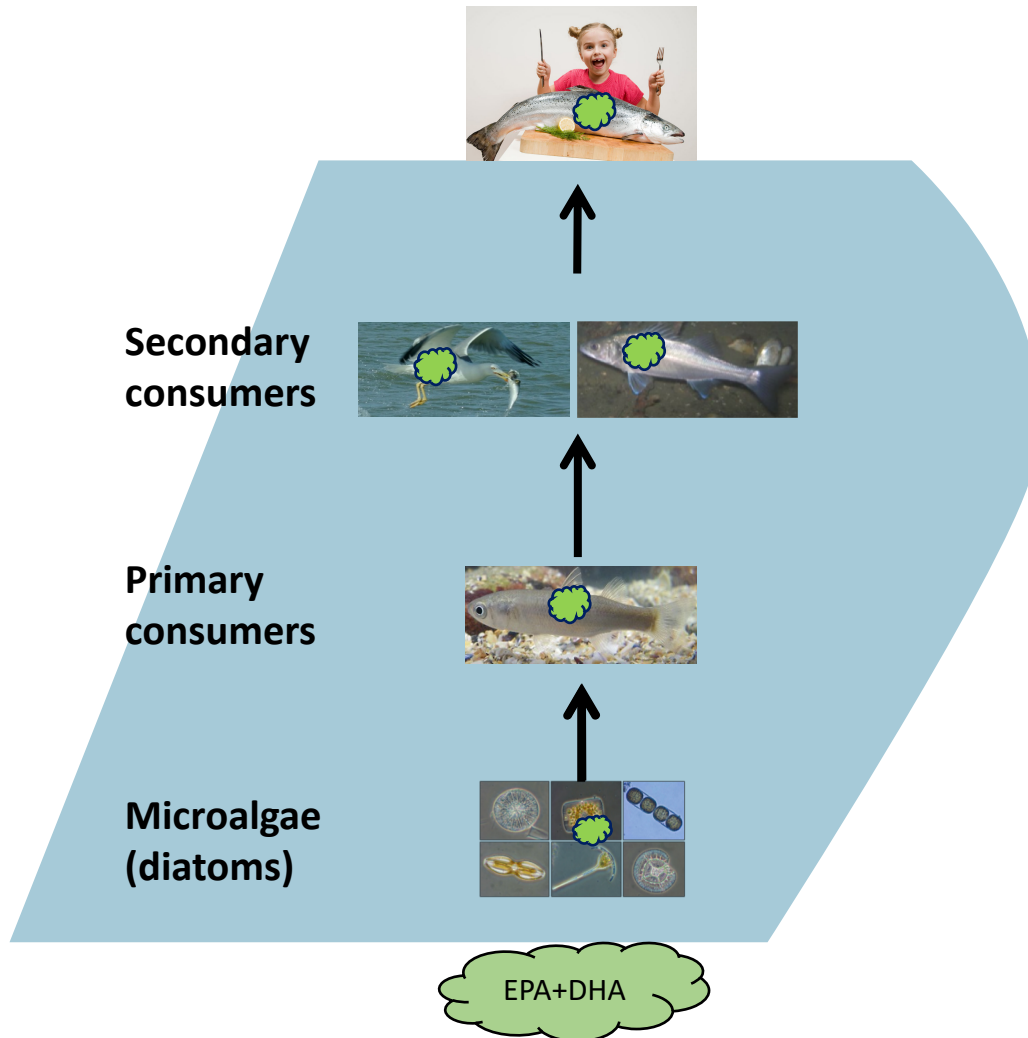 Secondary
consumers
Primary
consumers
Microalgae
(diatoms)
EPA+DHA